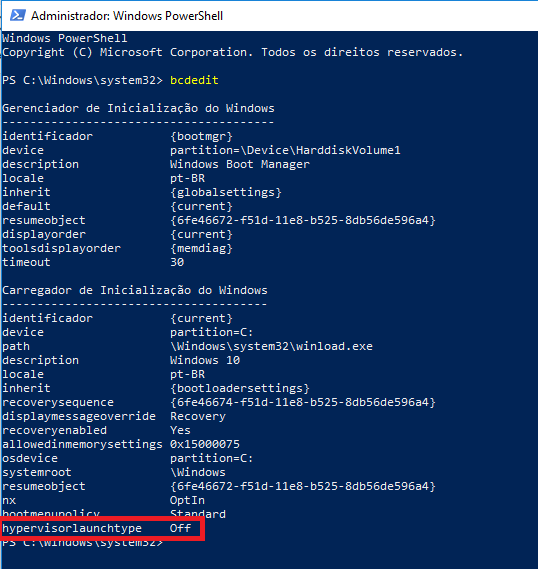 Administrador: Windows PowerShell
Windows PowerShell
Copyright (C) Microsoft Corporation. Todos os direitos reservados.
PS C:\Windows\system32> bcdedit
Gerenciador de Inicialização do Windows
---------------------------------------
identificador           {bootmgr}
device                  partition=\Device\HarddiskVolume1
description             Windows Boot Manager
locale                  pt-BR
inherit                 {globalsettings}
default                 {current}
resumeobject            {6fe46672-f51d-11e8-b525-8db56de596a4}
displayorder            {current}
toolsdisplayorder       {memdiag}
timeout                 30
Carregador de Inicialização do Windows
--------------------------------------
identificador           {current}
device                  partition=C:
path                    \Windows\system32\winload.exe
description             Windows 10
locale                  pt-BR
inherit                 {bootloadersettings}
recoverysequence        {6fe46674-f51d-11e8-b525-8db56de596a4}
displaymessageoverride  Recovery
recoveryenabled         Yes
allowedinmemorysettings 0x15000075
osdevice                partition=C:
systemroot              \Windows
resumeobject            {6fe46672-f51d-11e8-b525-8db56de596a4}
nx                      OptIn
bootmenupolicy          Standard
hypervisorlaunchtype    Off
PS C:\Windows\system32>